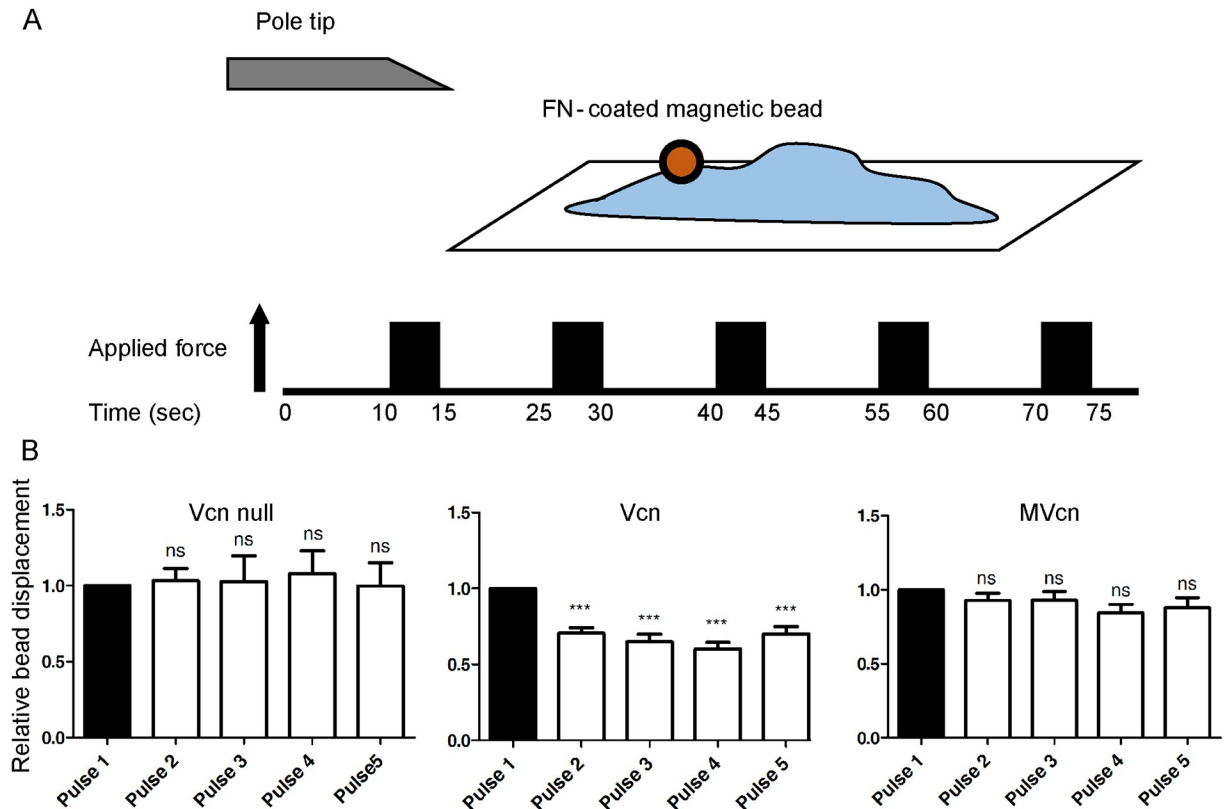 A
Pole tip
FN-coated magnetic bead
Applied force
Time (sec)
0 10 15 25 30 40 45 55 60 70 75
B
Relative bead displacement
Vcn null
1.5
1.0
0.5
0.0
ns ns ns ns
Pulse 1 Pulse 2 Pulse 3 Pulse 4 Pulse5
Vcn
1.5
1.0
0.5
0.0
*** *** *** ***
Pulse 1 Pulse 2 Pulse 3 Pulse 4 Pulse 5
MVcn
1.5
1.0
0.5
0.0
ns ns ns ns
Pulse 1 Pulse 2 Pulse 3 Pulse 4 Pulse 5